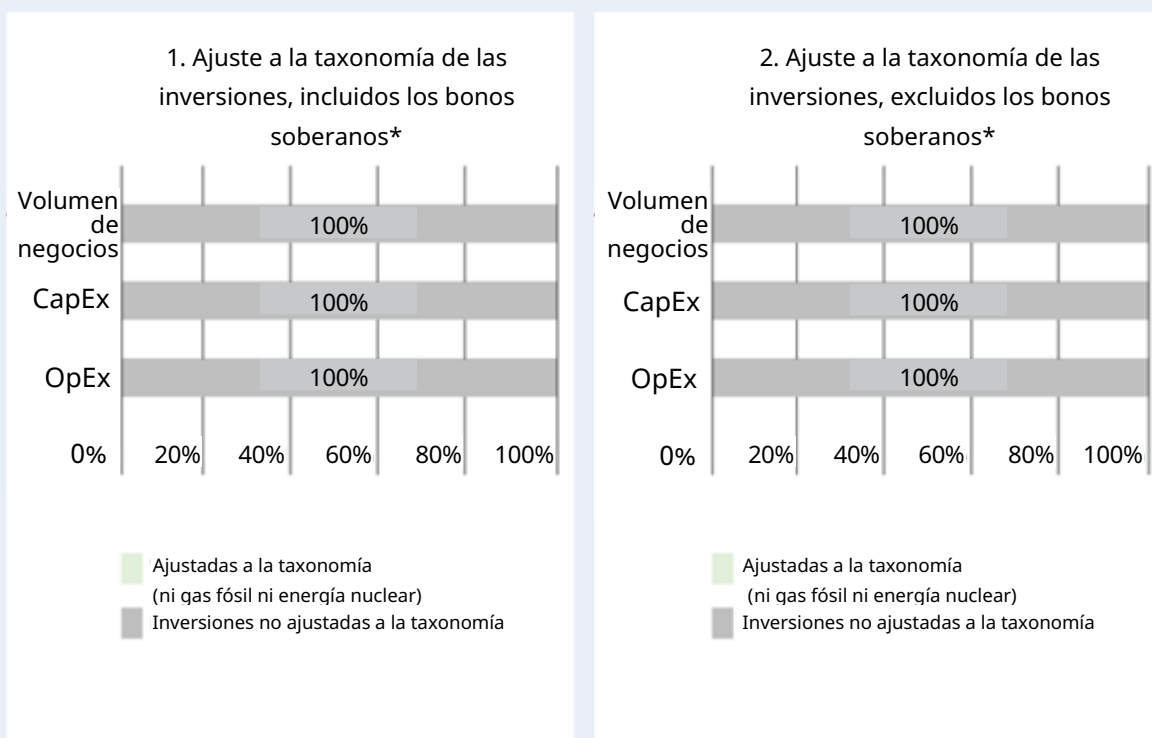 1. Ajuste a la taxonomía de las
inversiones, incluidos los bonos
soberanos*
Volumen
de
negocios
100%
CapEx
100%
OpEx
100%
0% 20% 40% 60% 80% 100%
Ajustadas a la taxonomía
(ni gas fósil ni energía nuclear)
Inversiones no ajustadas a la taxonomía
2. Ajuste a la taxonomía de las
inversiones, excluidos los bonos
soberanos*
Volumen
de
negocios
100%
CapEx
100%
OpEx
100%
0% 20% 40% 60% 80% 100%
Ajustadas a la taxonomía
(ni gas fósil ni energía nuclear)
Inversiones no ajustadas a la taxonomía